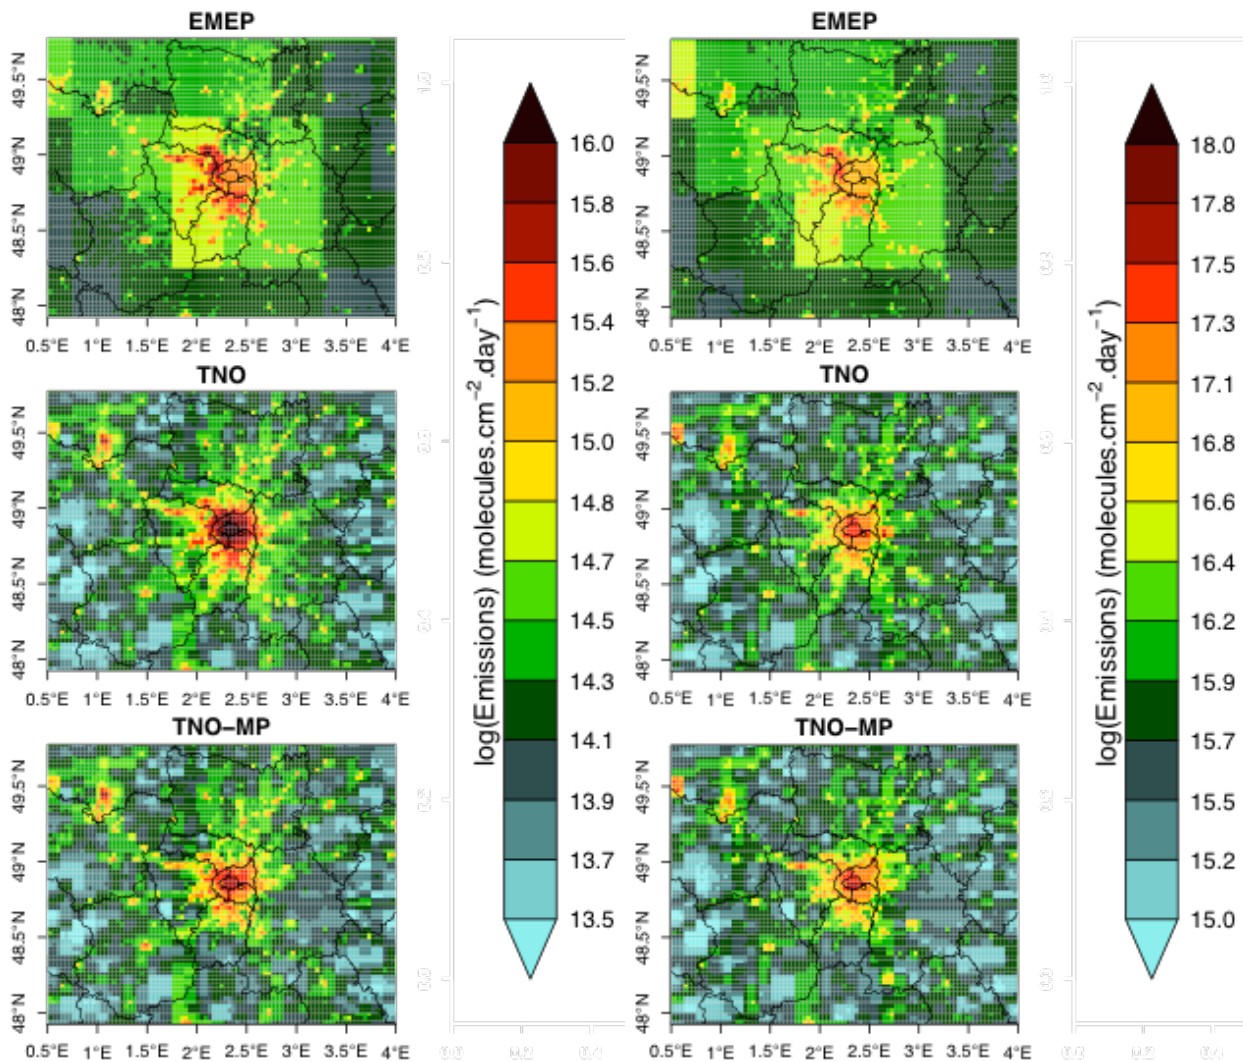 EMEP
49.5°N
49°N
48.5°N
48°N
0.5°E 1°E 1.5°E 2°E 2.5°E 3°E 3.5°E 4°E
TNO
49.5°N
49°N
48.5°N
48°N
0.5°E 1°E 1.5°E 2°E 2.5°E 3°E 3.5°E 4°E
TNO−MP
49.5°N
49°N
48.5°N
48°N
0.5°E 1°E 1.5°E 2°E 2.5°E 3°E 3.5°E 4°E
log(Emissions) (molecules.cm−2.day−1)
16.0
15.8
15.6
15.4
15.2
15.0
14.8
14.7
14.5
14.3
14.1
13.9
13.7
13.5
EMEP
49.5°N
49°N
48.5°N
48°N
0.5°E 1°E 1.5°E 2°E 2.5°E 3°E 3.5°E 4°E
TNO
49.5°N
49°N
48.5°N
48°N
0.5°E 1°E 1.5°E 2°E 2.5°E 3°E 3.5°E 4°E
TNO−MP
49.5°N
49°N
48.5°N
48°N
0.5°E 1°E 1.5°E 2°E 2.5°E 3°E 3.5°E 4°E
log(Emissions) (molecules.cm−2.day−1)
18.0
17.8
17.5
17.3
17.1
16.8
16.6
16.4
16.2
15.9
15.7
15.5
15.2
15.0